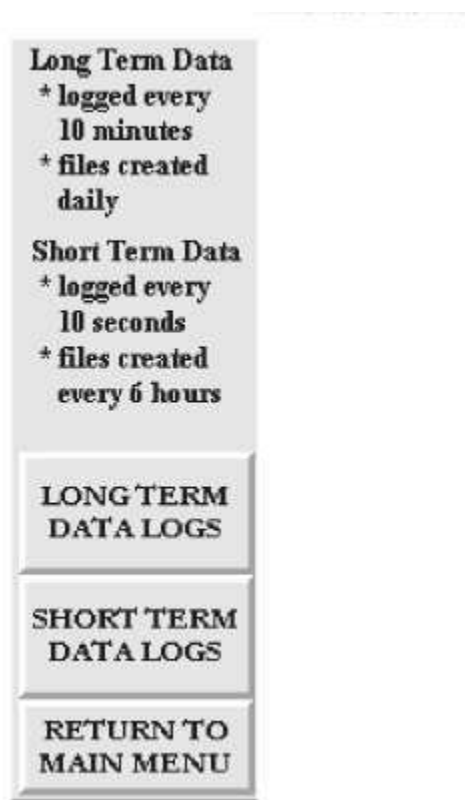 Long Term Data
* logged every
10 minutes
* files created
daily
Short Term Data
* logged every
10 seconds
* files created
every 6 hours
LONG TERM
DATA LOGS
SHORT TERM
DATA LOGS
RETURN TO
MAIN MENU